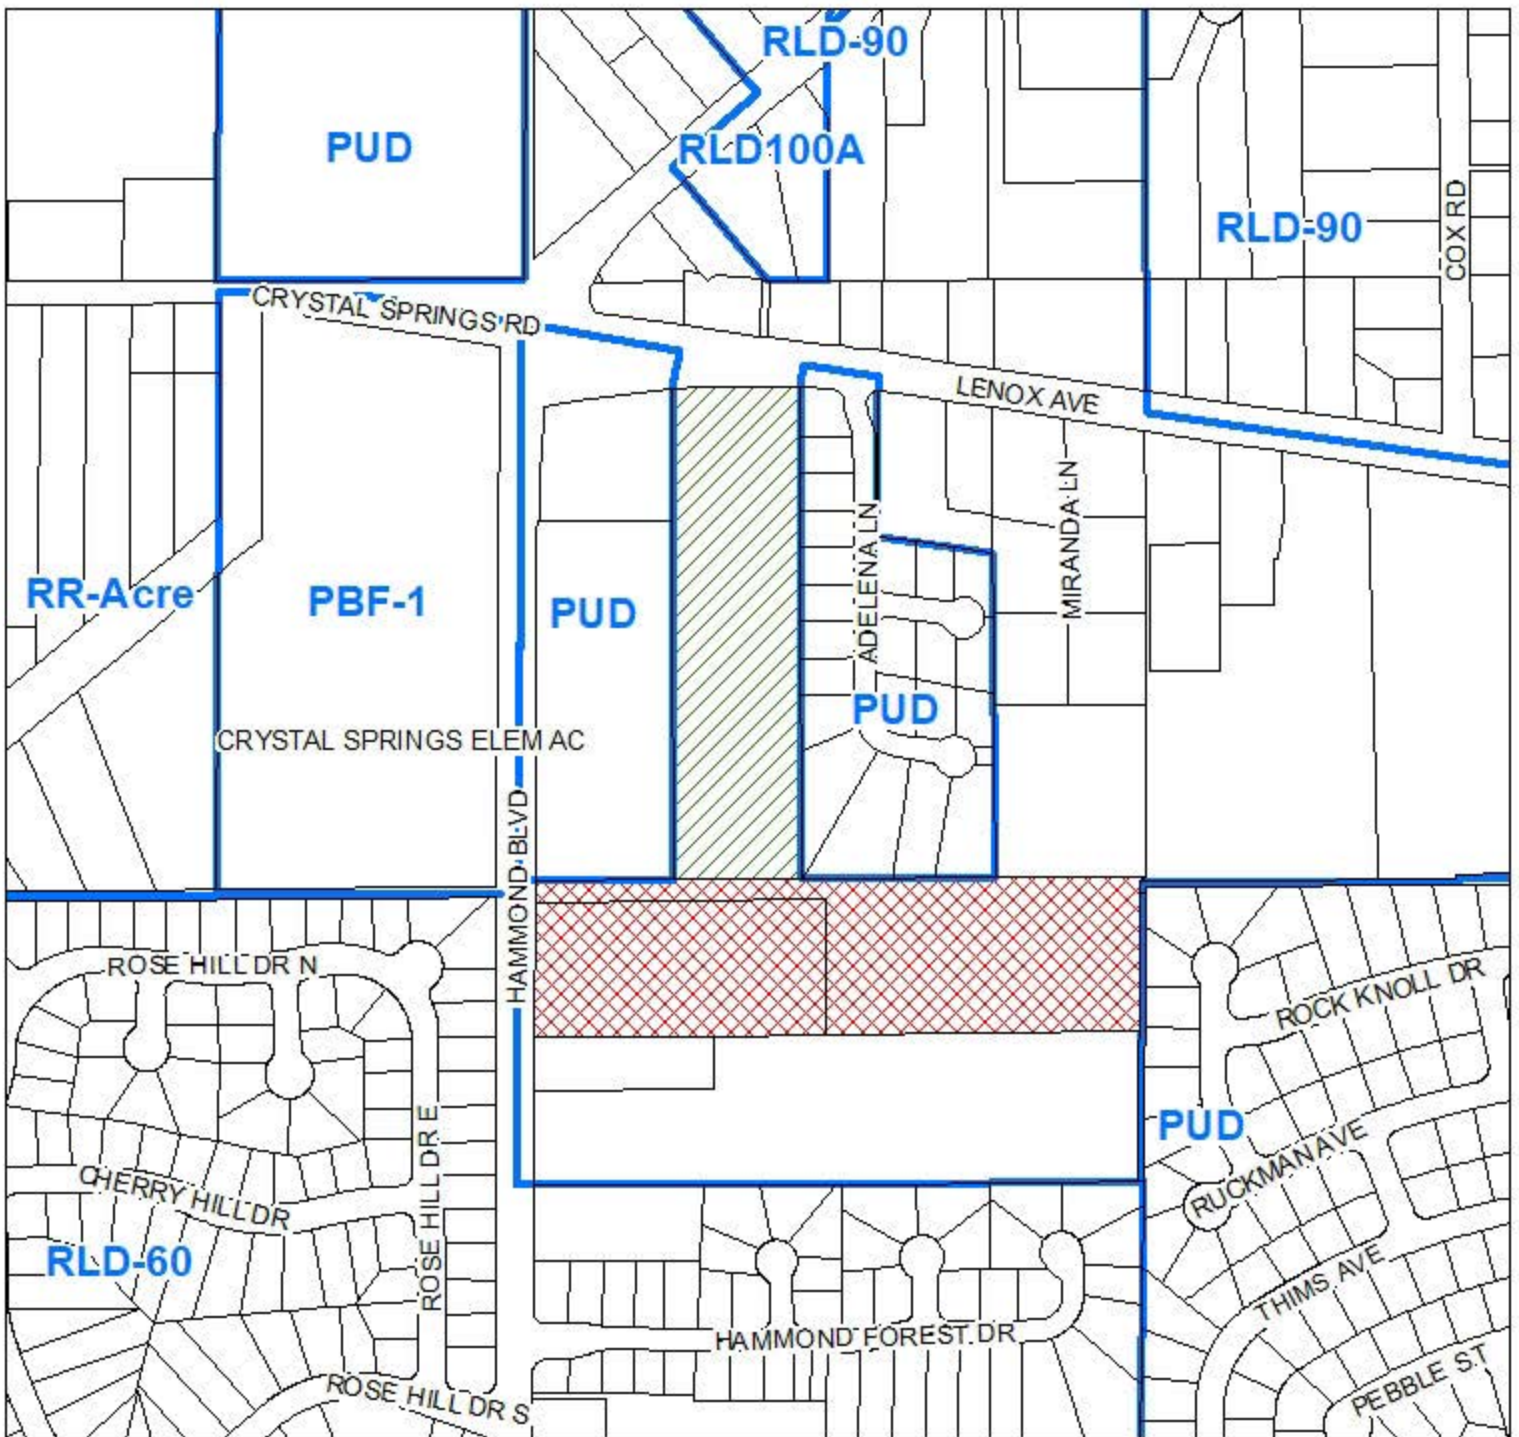 RLD-90
PUD
RLD100A
COX RD
RLD-90
CRYSTAL SPRINGS RD
LENOX AVE
MIRANDA LN
ADELENA LN
RR-Acre
PBF-1
PUD
PUD
CRYSTAL SPRINGS ELEM AC
HAMMOND BLVD
ROSE HILL DR N
ROCK KNOLL DR
PUD
ROSE HILL DR E
RUCKMAN AVE
CHERRY HILL DR
RLD-60
THIMS AVE
HAMMOND FOREST DR
PEBBLE ST
ROSE HILL DR S